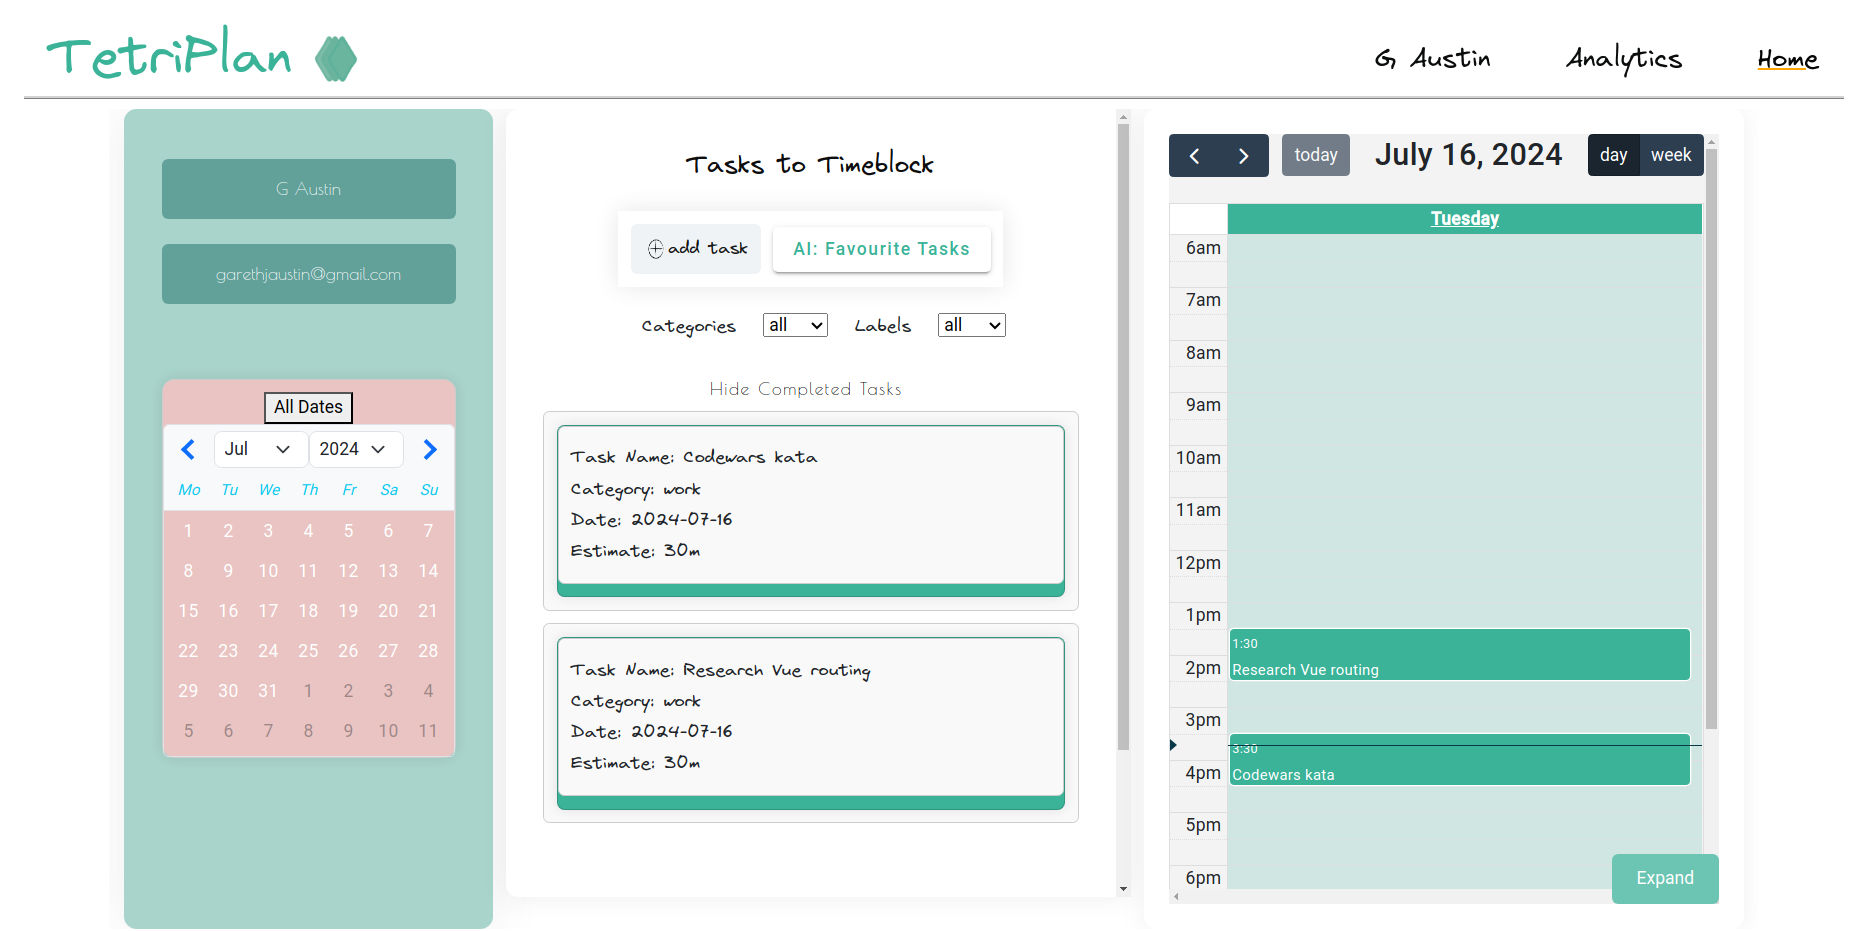 TetriPlan
G Austin Analytics Home
G Austin
garethjaustin@gmail.com
All Dates
Jul 2024
Mo Tu We Th Fr Sa Su
1 2 3 4 5 6 7
8 9 10 11 12 13 14
15 16 17 18 19 20 21
22 23 24 25 26 27 28
29 30 31 1 2 3 4
5 6 7 8 9 10 11
Tasks to Timeblock
add task AI: Favourite Tasks
Categories all Labels all
Hide Completed Tasks
Task Name: Codewars kata
Category: work
Date: 2024-07-16
Estimate: 30m
Task Name: Research Vue routing
Category: work
Date: 2024-07-16
Estimate: 30m
today July 16, 2024 day week
Tuesday
6am
7am
8am
9am
10am
11am
12pm
1pm
1:30
2pm Research Vue routing
3pm
3:30
4pm Codewars kata
5pm
6pm Expand